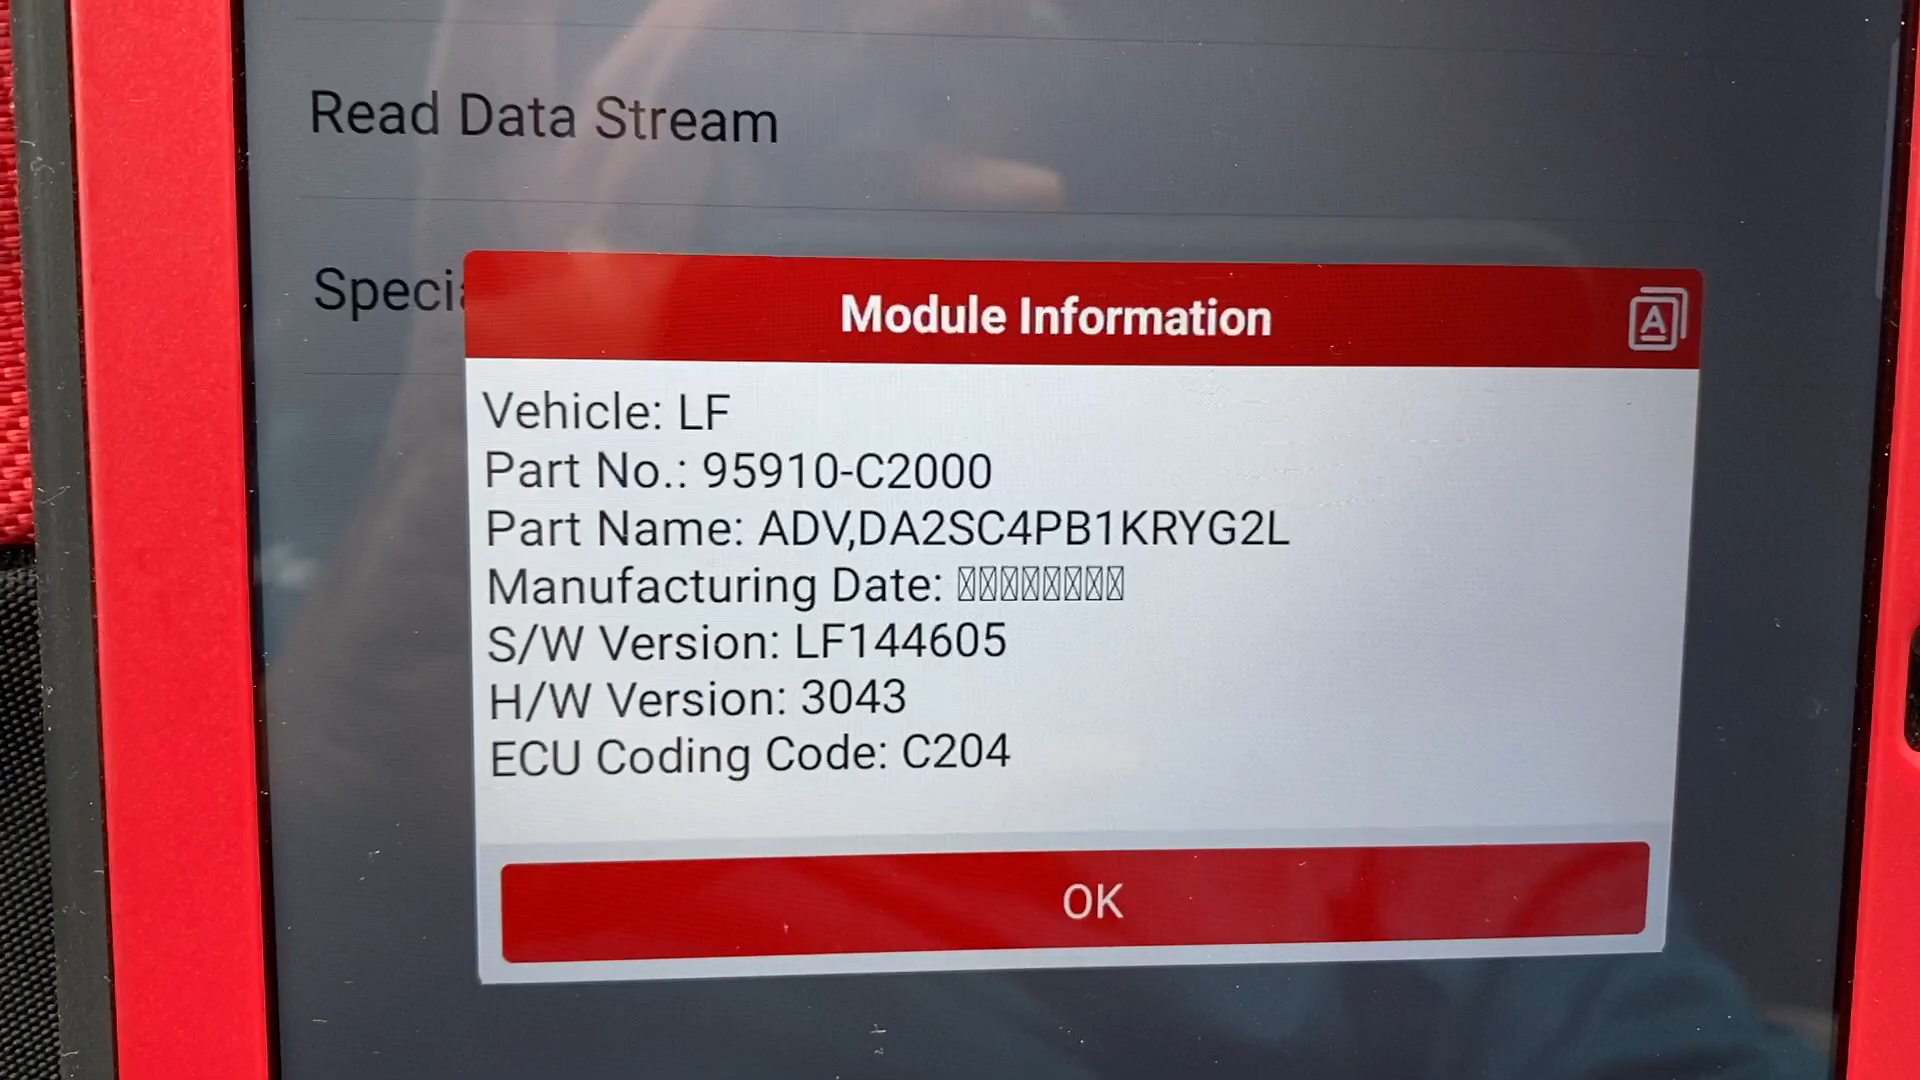 Read Data Stream
Speci
Module Information
A
Vehicle: LF
Part No.: 95910-C2000
Part Name: ADV,DA2SC4PB1KRYG2L
Manufacturing Date:
S/W Version: LF144605
H/W Version: 3043
ECU Coding Code: C204
OK